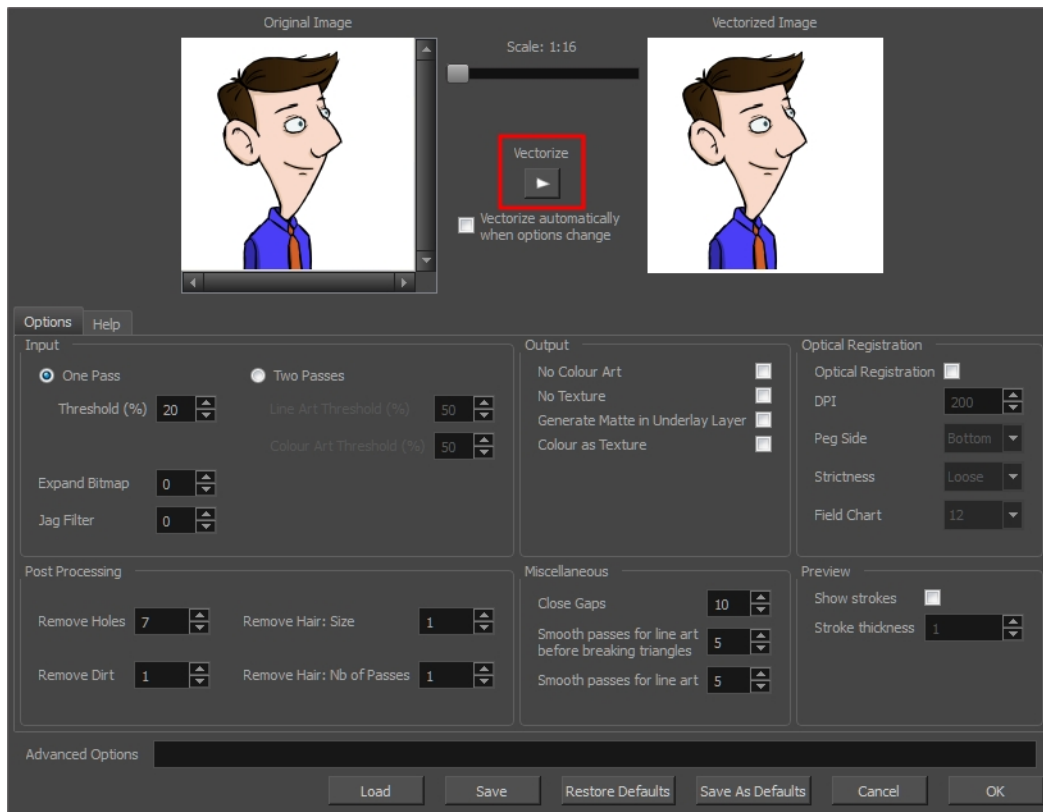 Original Image
Vectorized Image
Scale: 1:16
Vectorize
Vectorize automatically
when options change
Options
Help
Input
One Pass
Two Passes
Threshold (%) 20
Line Art Threshold (%) 50
Colour Art Threshold (%) 50
Expand Bitmap 0
Jag Filter 0
Output
No Colour Art
No Texture
Generate Matte in Underlay Layer
Colour as Texture
Optical Registration
Optical Registration
DPI 200
Peg Side Bottom
Strictness Loose
Field Chart 12
Post Processing
Remove Holes 7
Remove Hair: Size 1
Remove Dirt 1
Remove Hair: Nb of Passes 1
Miscellaneous
Close Gaps 10
Smooth passes for line art
before breaking triangles 5
Smooth passes for line art 5
Preview
Show strokes
Stroke thickness 1
Advanced Options
Load
Save
Restore Defaults
Save As Defaults
Cancel
OK